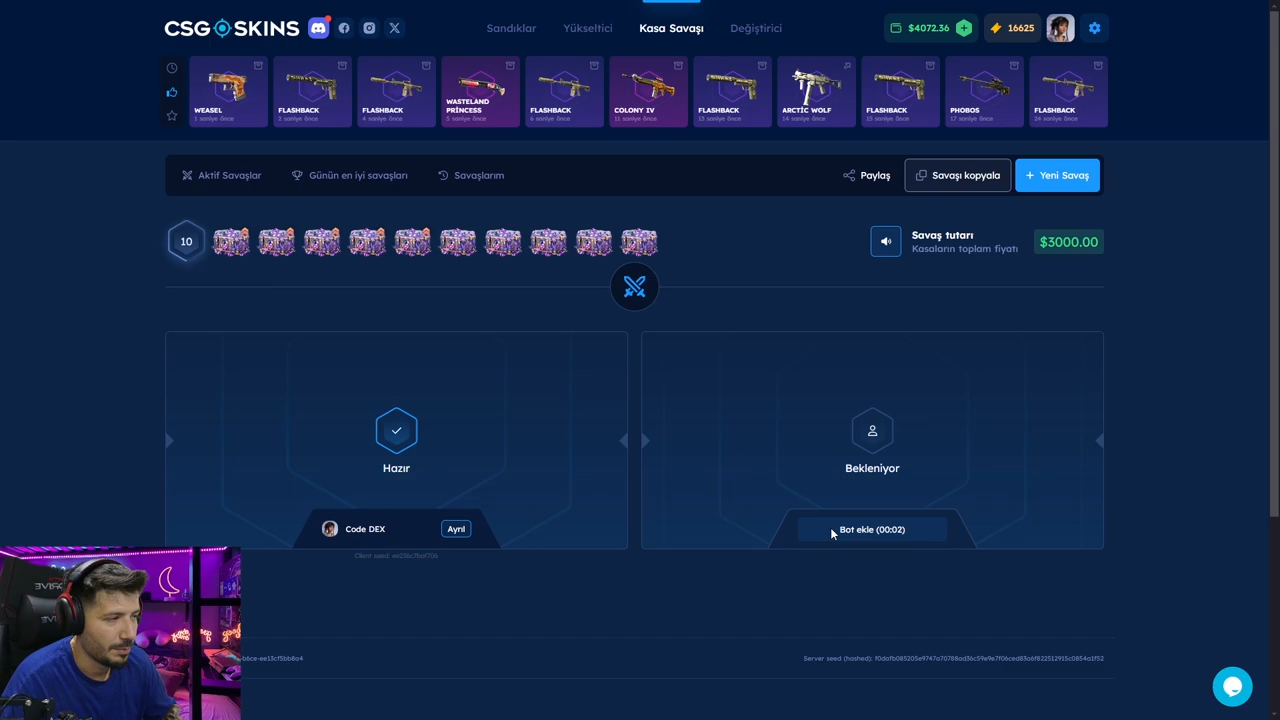 CSG SKINS
Sandıklar
Yükseltici
Kasa Savaşı
Değiştirici
$4072.36
16625
WEASEL
1 saniye önce
FLASHBACK
2 saniye önce
FLASHBACK
4 saniye önce
WASTELAND PRİNCESS
5 saniye önce
FLASHBACK
6 saniye önce
COLONY IV
11 saniye önce
FLASHBACK
13 saniye önce
ARCTİC WOLF
14 saniye önce
FLASHBACK
15 saniye önce
PHOBOS
17 saniye önce
FLASHBACK
24 saniye önce
Aktif Savaşlar
Günün en iyi savaşları
Savaşlarım
Paylaş
Savaşı kopyala
+ Yeni Savaş
10
Savaş tutarı
Kasaların toplam fiyatı
$3000.00
Hazır
Bekleniyor
Code DEX
Ayrıl
Bot ekle (00:02)